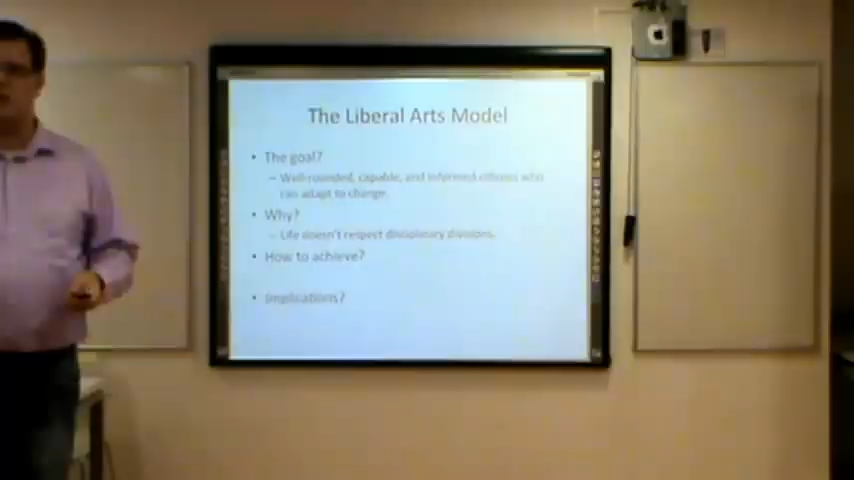 The Liberal Arts Model
• The goal?
– Well-rounded, capable, and informed citizens who
can adapt to change.
• Why?
– Life doesn't respect disciplinary divisions.
• How to achieve?
• Implications?